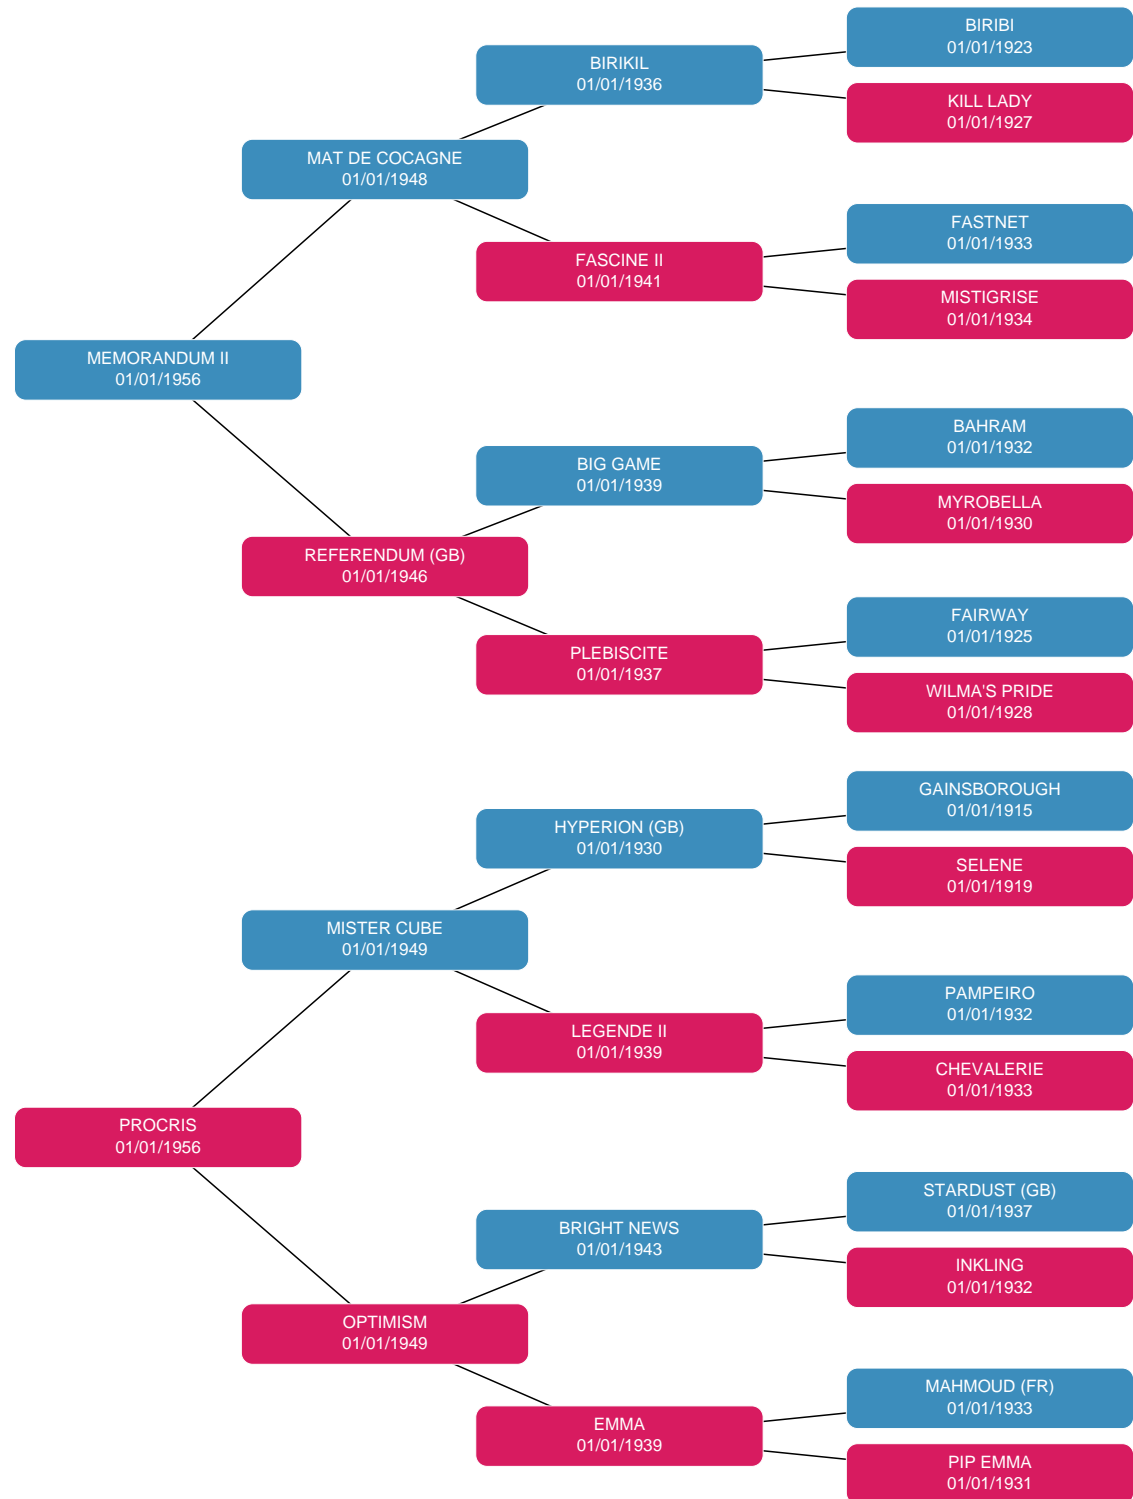 BIRIBI
01/01/1923
BIRIKIL
01/01/1936
KILL LADY
01/01/1927
MAT DE COCAGNE
01/01/1948
FASTNET
01/01/1933
FASCINE II
01/01/1941
MISTIGRISE
01/01/1934
MEMORANDUM II
01/01/1956
BAHRAM
01/01/1932
BIG GAME
01/01/1939
MYROBELLA
01/01/1930
REFERENDUM (GB)
01/01/1946
FAIRWAY
01/01/1925
PLEBISCITE
01/01/1937
WILMA'S PRIDE
01/01/1928
GAINSBOROUGH
01/01/1915
HYPERION (GB)
01/01/1930
SELENE
01/01/1919
MISTER CUBE
01/01/1949
PAMPEIRO
01/01/1932
LEGENDE II
01/01/1939
CHEVALERIE
01/01/1933
PROCRIS
01/01/1956
STARDUST (GB)
01/01/1937
BRIGHT NEWS
01/01/1943
INKLING
01/01/1932
OPTIMISM
01/01/1949
MAHMOUD (FR)
01/01/1933
EMMA
01/01/1939
PIP EMMA
01/01/1931